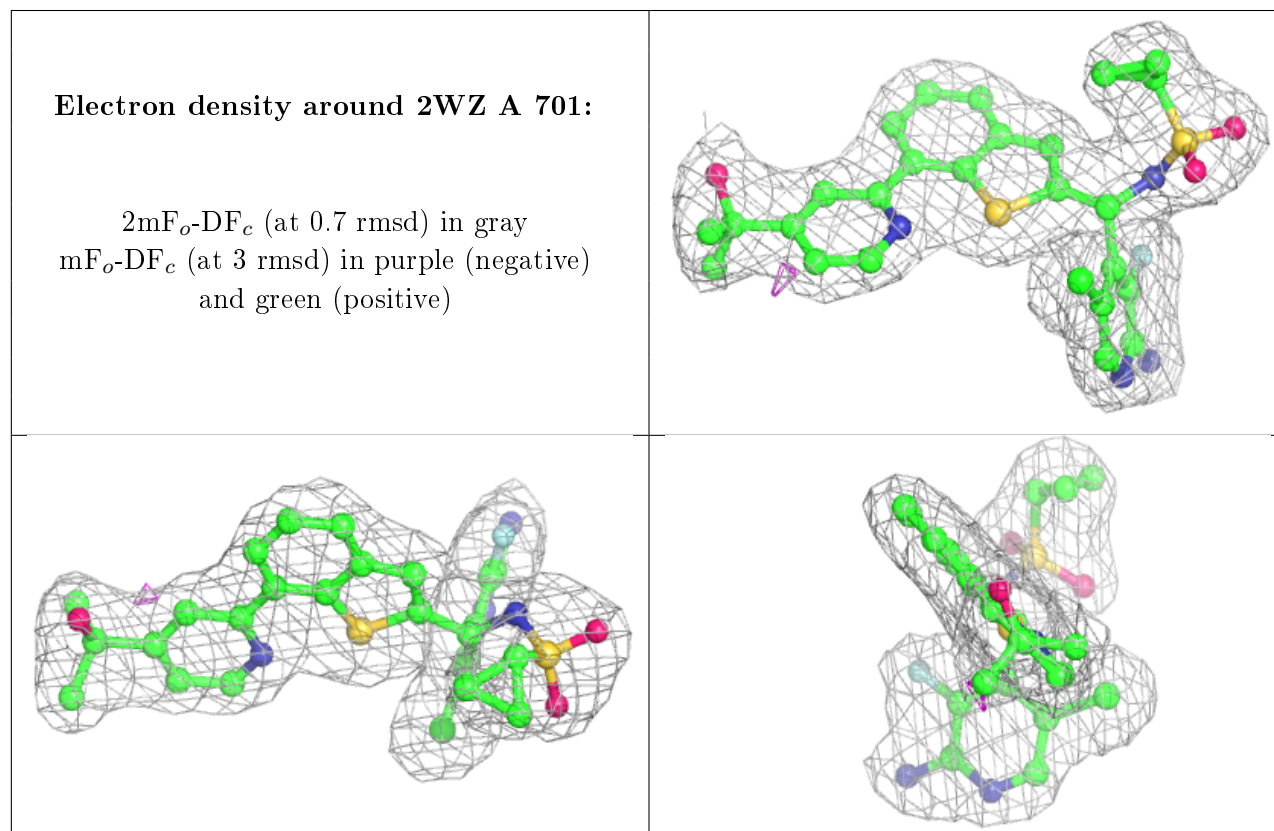 Electron density around 2WZ A 701:
2mFo-DFc (at 0.7 rmsd) in gray
mFo-DFc (at 3 rmsd) in purple (negative)
and green (positive)